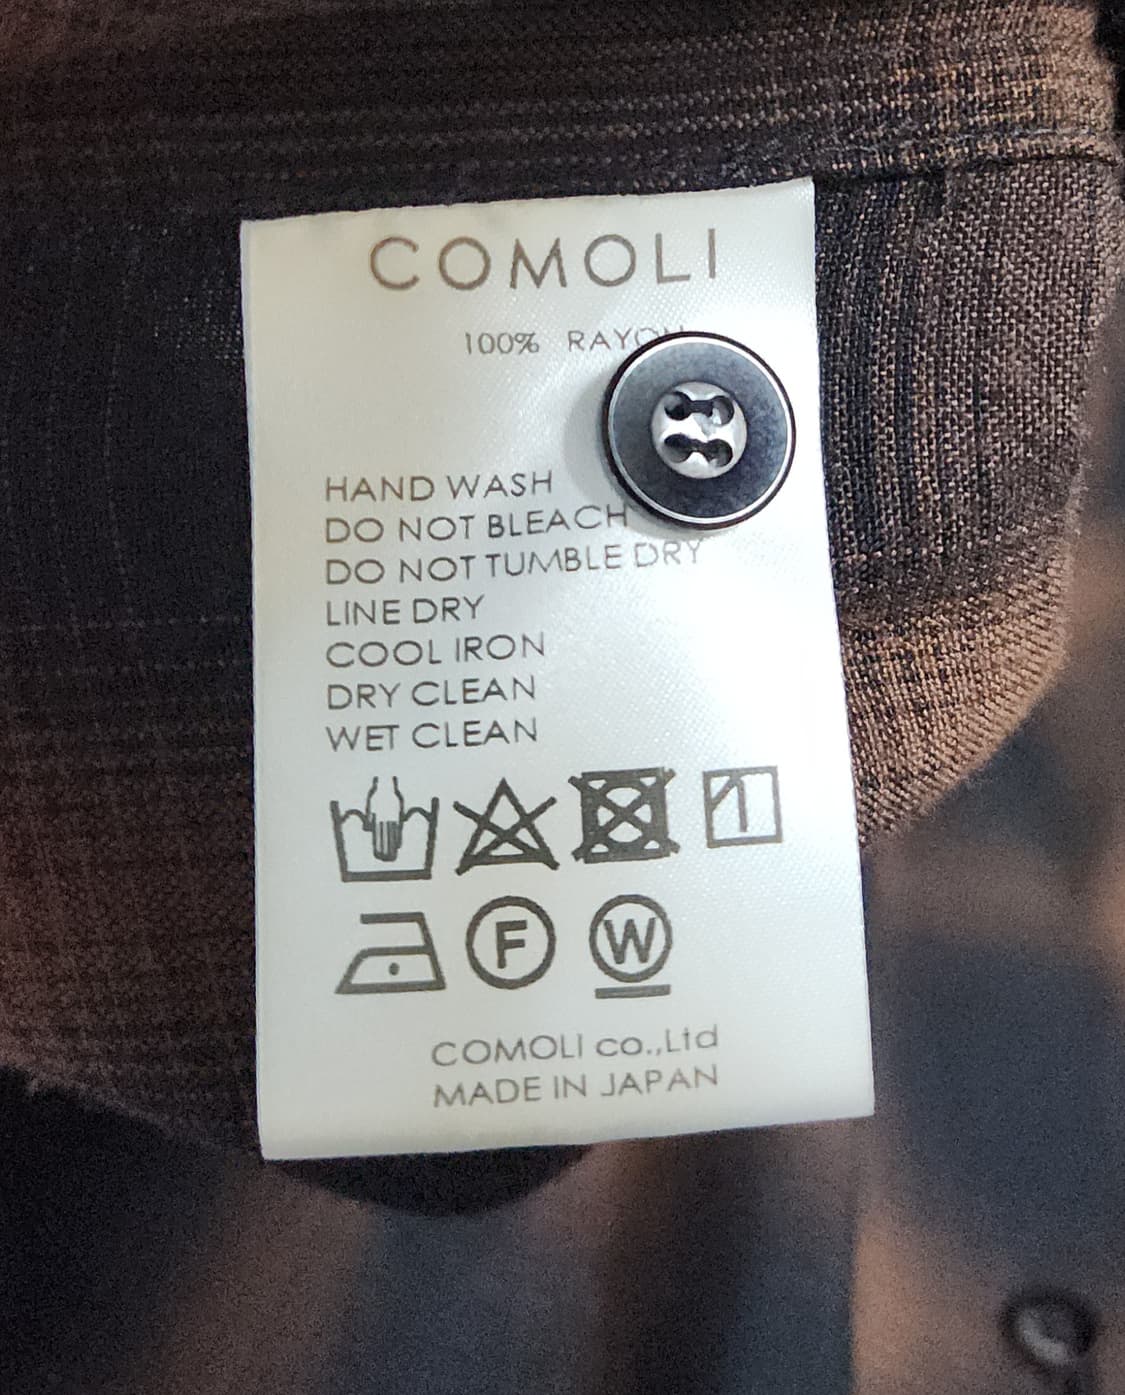 COMOLI
100% RAYON
HAND WASH
DO NOT BLEACH
DO NOT TUMBLE DRY
LINE DRY
COOL IRON
DRY CLEAN
WET CLEAN
F W
COMOLI co.,Ltd
MADE IN JAPAN